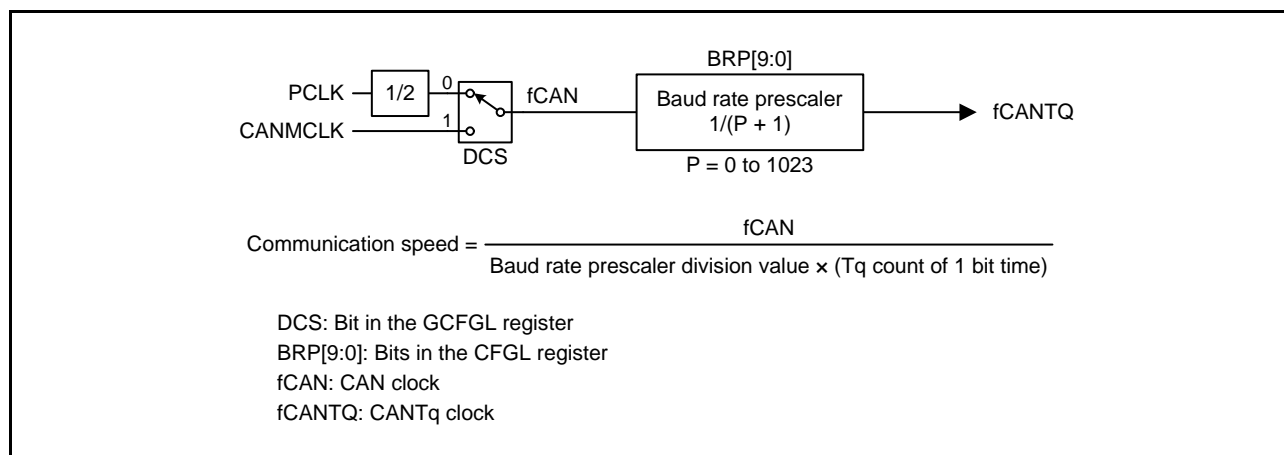 BRP[9:0]
PCLK 1/2 0 fCAN Baud rate prescaler fCANTQ
1/(P + 1)
CANMCLK 1
DCS P = 0 to 1023
Communication speed = fCAN
Baud rate prescaler division value × (Tq count of 1 bit time)
DCS: Bit in the GCFGL register
BRP[9:0]: Bits in the CFGL register
fCAN: CAN clock
fCANTQ: CANTq clock